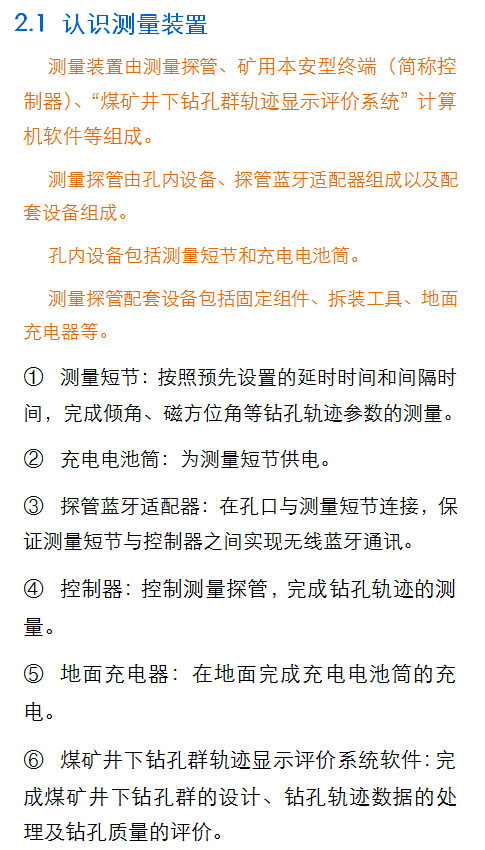 2.1 认识测量装置
测量装置由测量探管、矿用本安型终端（简称控
制器）、“煤矿井下钻孔群轨迹显示评价系统” 计算
机软件等组成。
测量探管由孔内设备、探管蓝牙适配器组成以及配
套设备组成。
孔内设备包括测量短节和充电电池筒。
测量探管配套设备包括固定组件、拆装工具、地面
充电器等。
① 测量短节：按照预先设置的延时时间和间隔时
间，完成倾角、磁方位角等钻孔轨迹参数的测量。
② 充电电池筒：为测量短节供电。
③ 探管蓝牙适配器：在孔口与测量短节连接，保
证测量短节与控制器之间实现无线蓝牙通讯。
④ 控制器：控制测量探管，完成钻孔轨迹的测
量。
⑤ 地面充电器：在地面完成充电电池筒的充
电。
⑥ 煤矿井下钻孔群轨迹显示评价系统软件：完
成煤矿井下钻孔群的设计、钻孔轨迹数据的处
理及钻孔质量的评价。